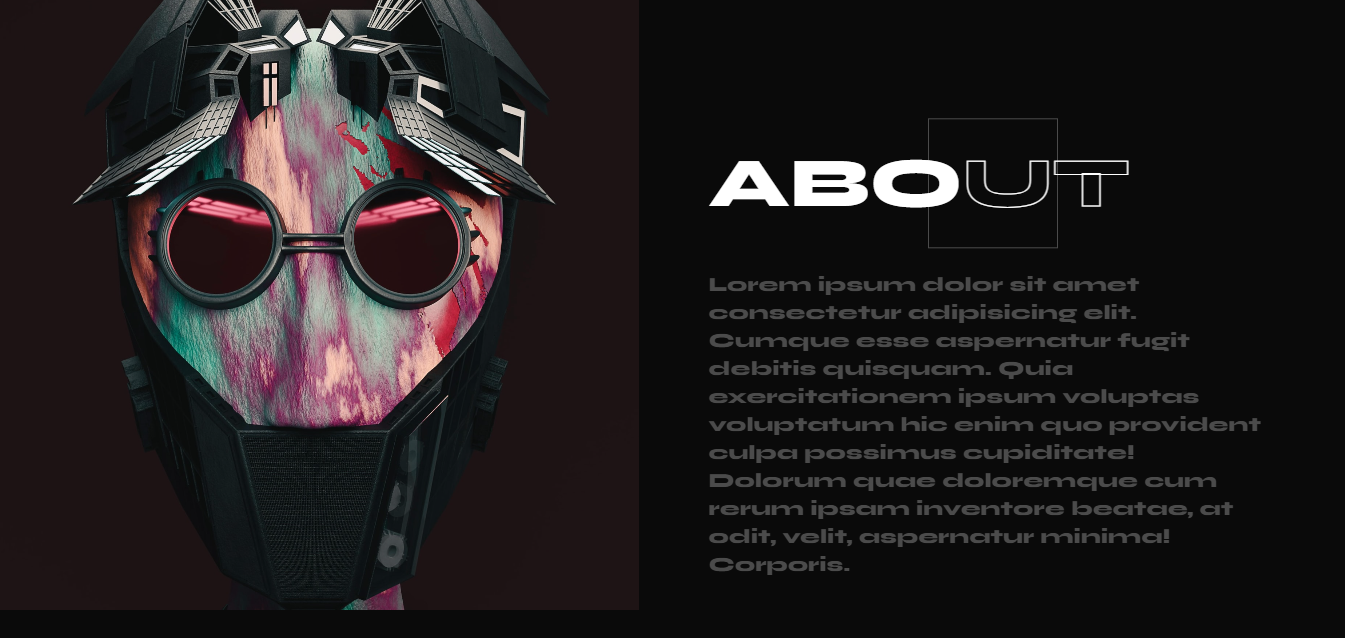 ABOUT
Lorem ipsum dolor sit amet
consectetur adipisicing elit.
Cumque esse aspernatur fugit
debitis quisquam. Quia
exercitationem ipsum voluptas
voluptatum hic enim quo provident
culpa possimus cupiditate!
Dolorum quae doloremque cum
rerum ipsam inventore beatae, at
odit, velit, aspernatur minima!
Corporis.